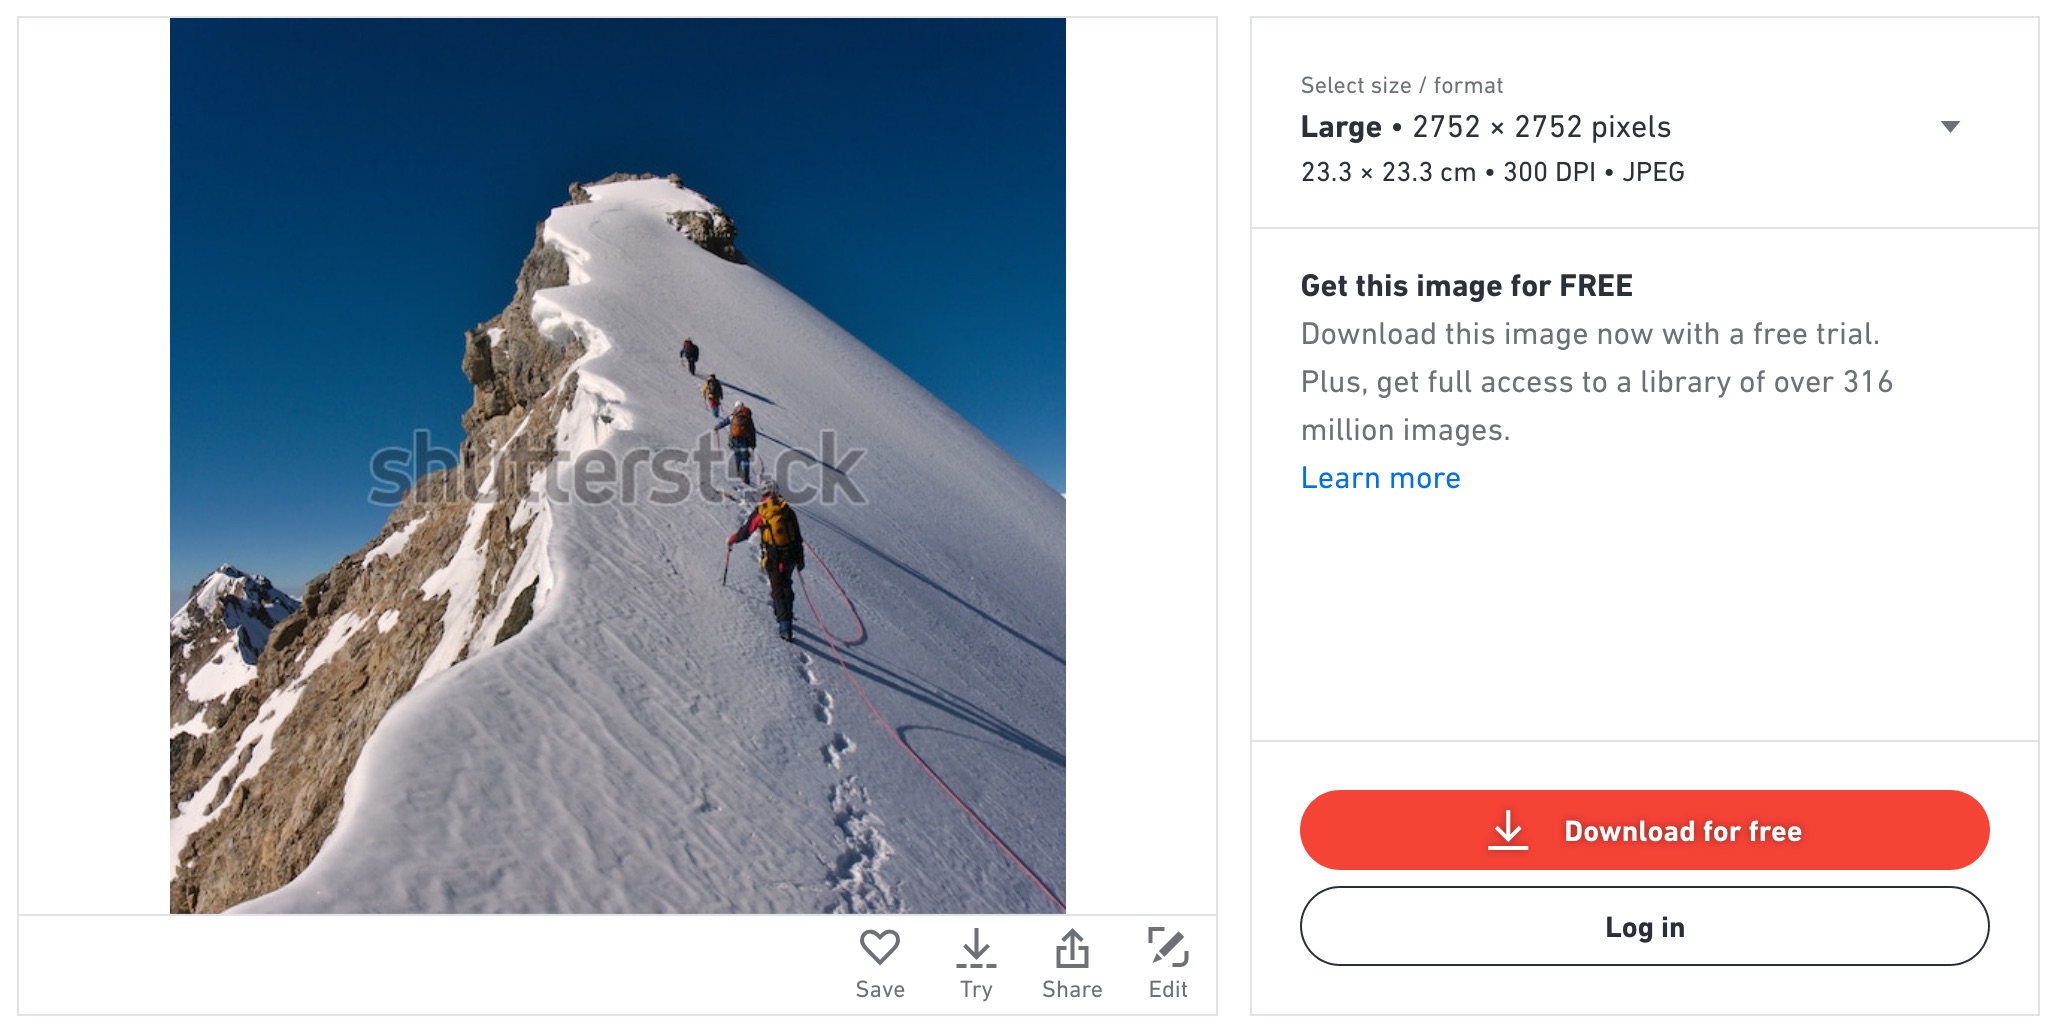 shutterstock
Save
Try
Share
Edit
Select size / format
Large • 2752 × 2752 pixels
23.3 × 23.3 cm • 300 DPI • JPEG
Get this image for FREE
Download this image now with a free trial.
Plus, get full access to a library of over 316
million images.
Learn more
Download for free
Log in